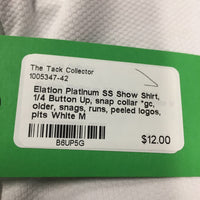 The Tack Collector
1005347-42
Elation Platinum SS Show Shirt,
1/4 Button Up, snap collar *gc,
older, snags, runs, peeled logos,
pits White M
B6UP5G
$12.00